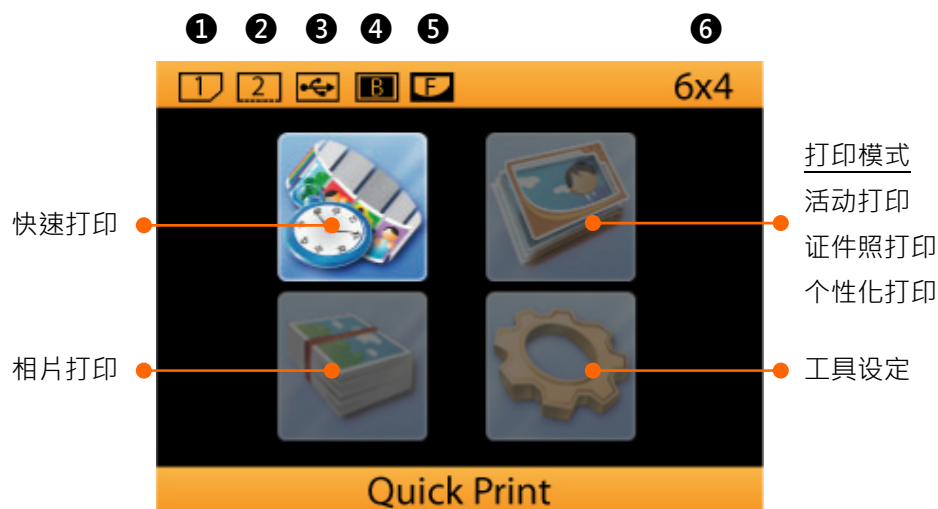 ❶ ❷ ❸ ❹ ❺ ❻
1 2 B F 6x4
打印模式
活动打印
快速打印
证件照打印
个性化打印
相片打印
工具设定
Quick Print